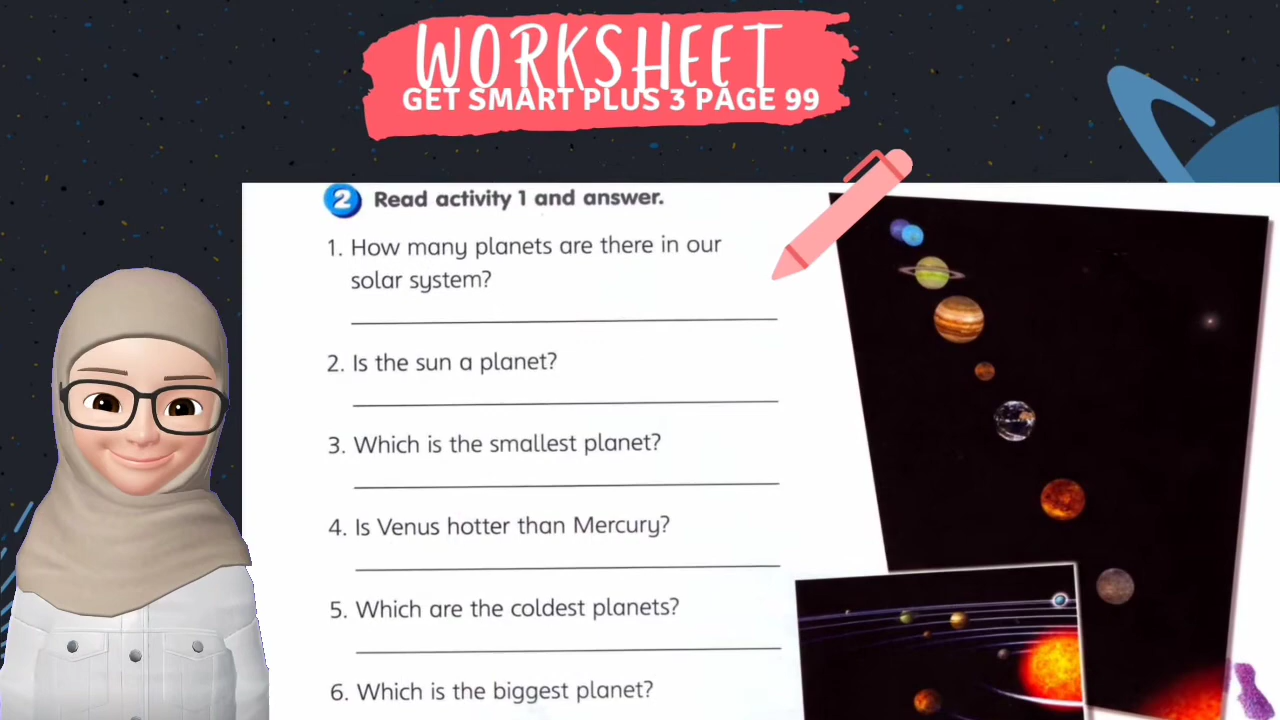 WORKSHEET
GET SMART PLUS 3 PAGE 99
2 Read activity 1 and answer.
1. How many planets are there in our
solar system?
2. Is the sun a planet?
3. Which is the smallest planet?
4. Is Venus hotter than Mercury?
5. Which are the coldest planets?
6. Which is the biggest planet?